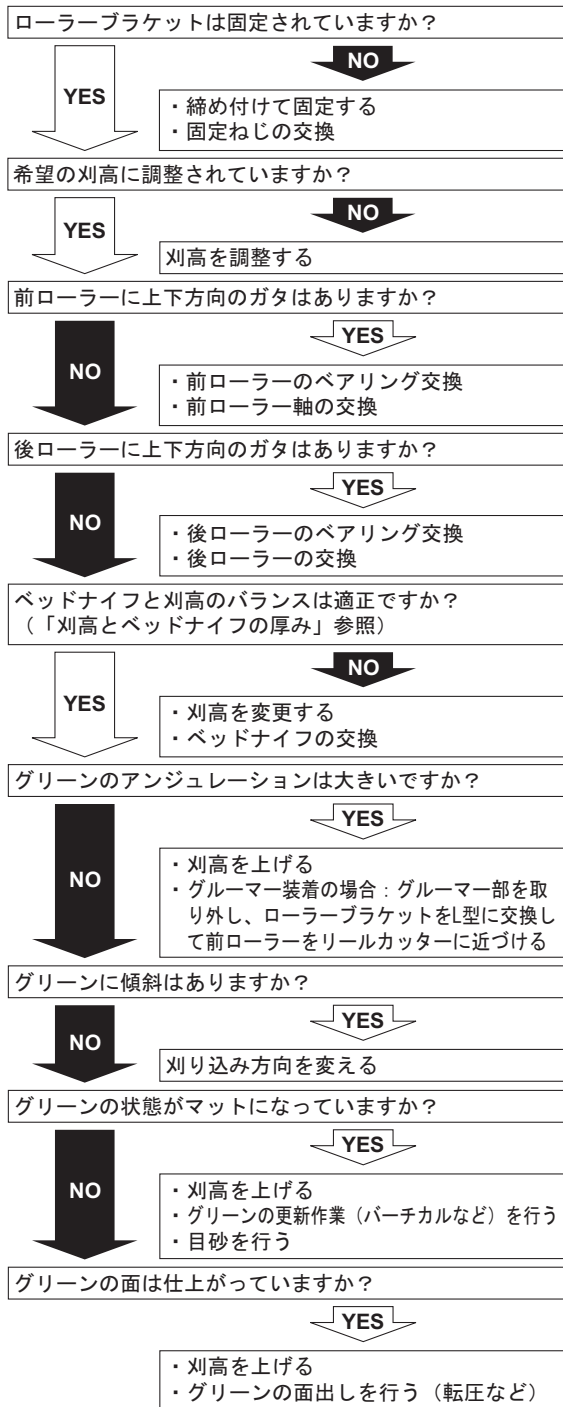 ローラーブラケットは固定されていますか？
NO
YES
・締め付けて固定する
・固定ねじの交換
希望の刈高に調整されていますか？
NO
YES
刈高を調整する
前ローラーに上下方向のガタはありますか？
YES
NO
・前ローラーのベアリング交換
・前ローラー軸の交換
後ローラーに上下方向のガタはありますか？
YES
NO
・後ローラーのベアリング交換
・後ローラーの交換
ベッドナイフと刈高のバランスは適正ですか？
（「刈高とベッドナイフの厚み」参照）
NO
YES
・刈高を変更する
・ベッドナイフの交換
グリーンのアンジュレーションは大きいですか？
YES
NO
・刈高を上げる
・グルーマー装着の場合：グルーマー部を取
り外し、ローラーブラケットをL型に交換し
て前ローラーをリールカッターに近づける
グリーンに傾斜はありますか？
YES
NO
刈り込み方向を変える
グリーンの状態がマットになっていますか？
YES
NO
・刈高を上げる
・グリーンの更新作業（バーチカルなど）を行う
・目砂を行う
グリーンの面は仕上がっていますか？
YES
・刈高を上げる
・グリーンの面出しを行う（転圧など）